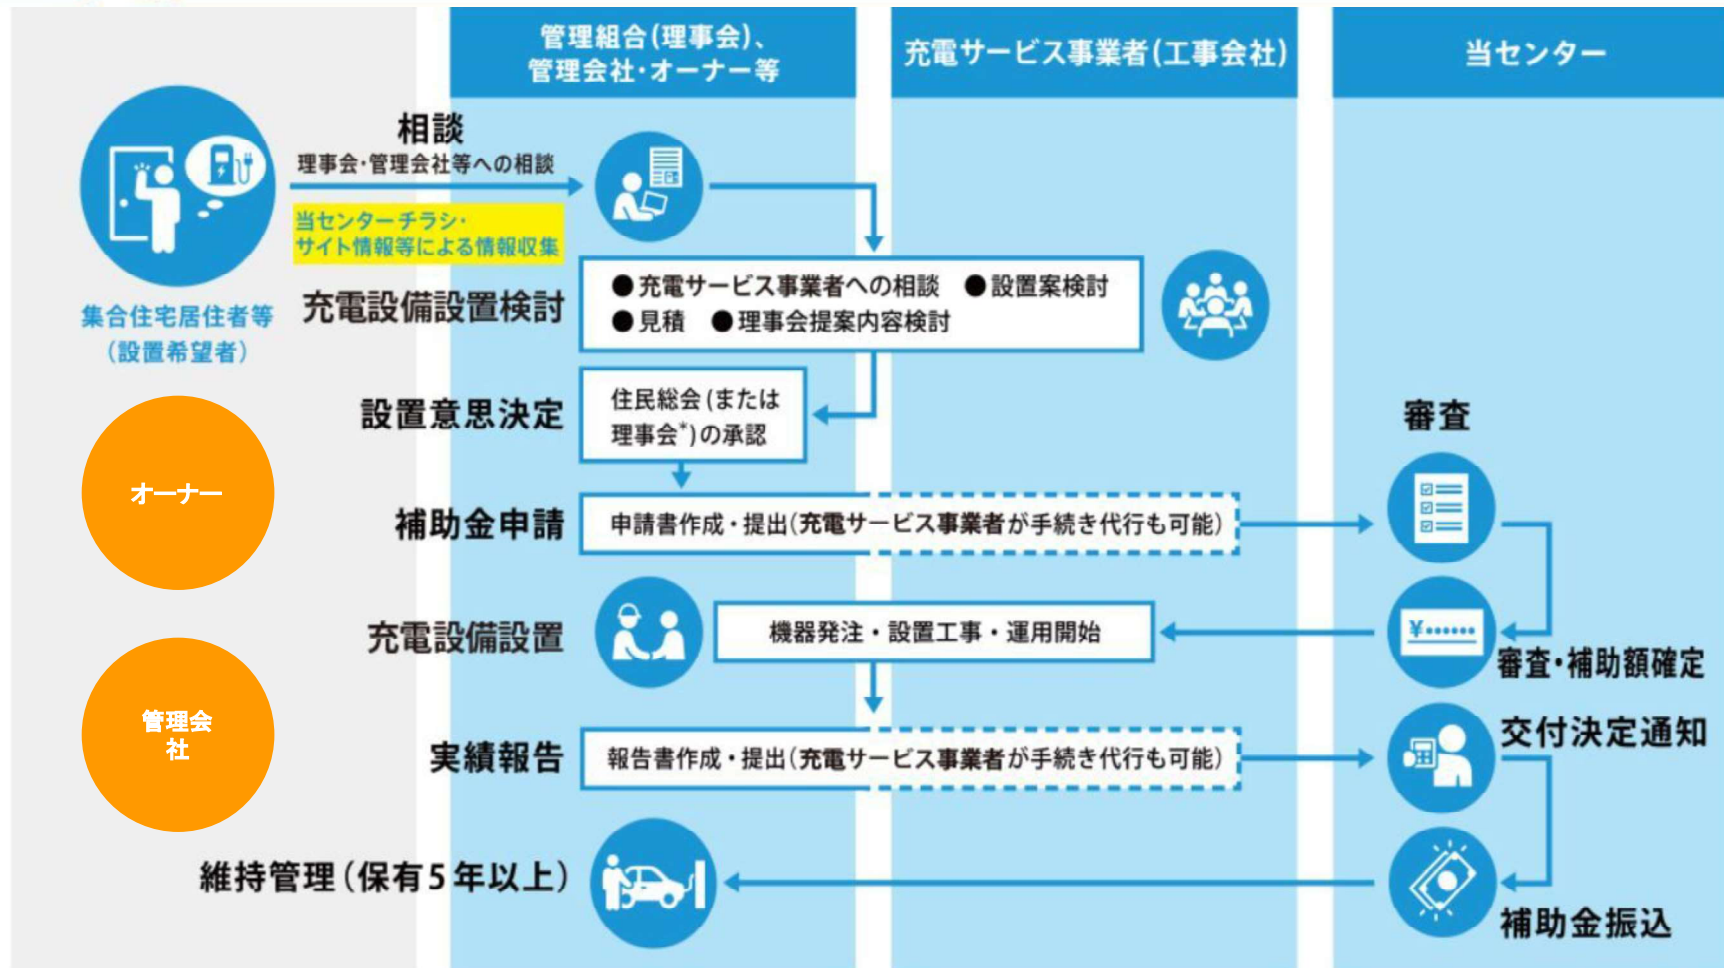 管理組合(理事会)、
管理会社・オーナー等
充電サービス事業者(工事会社)
当センター
相談
理事会・管理会社等への相談
当センターチラシ・
サイト情報等による情報収集
集合住宅居住者等
(設置希望者)
充電設備設置検討
●充電サービス事業者への相談 ●設置案検討
●見積 ●理事会提案内容検討
設置意思決定
住民総会(または
理事会*)の承認
審査
オーナー
補助金申請
申請書作成・提出(充電サービス事業者が手続き代行も可能)
充電設備設置
機器発注・設置工事・運用開始
¥
審査・補助額確定
管理会
社
実績報告
報告書作成・提出(充電サービス事業者が手続き代行も可能)
交付決定通知
維持管理(保有5年以上)
補助金振込